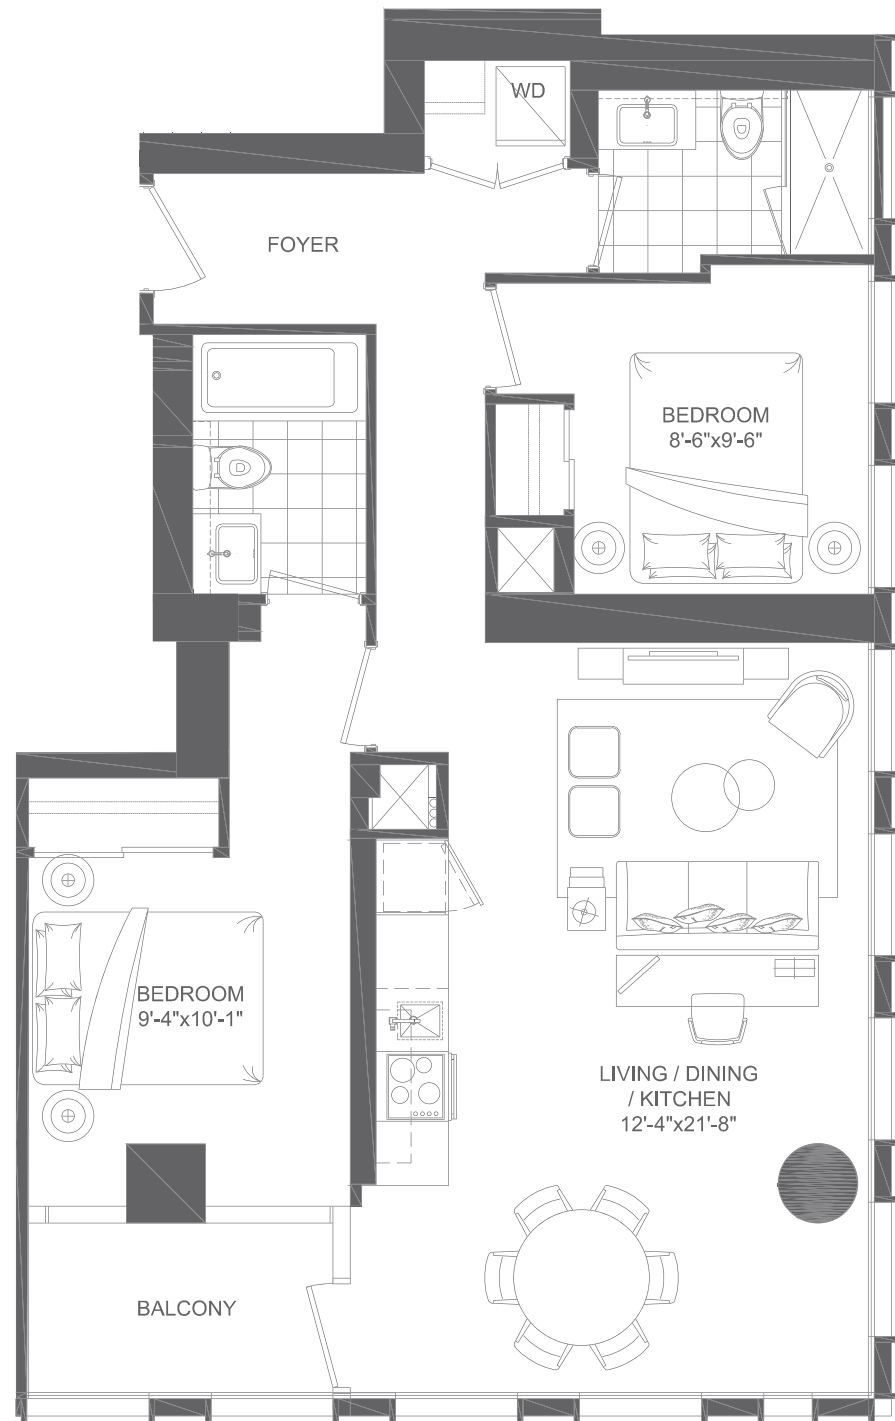 WD
FOYER
BEDROOM
8'-6"x9'-6"
BEDROOM
9'-4"x10'-1"
LIVING / DINING
/ KITCHEN
12'-4"x21'-8"
BALCONY